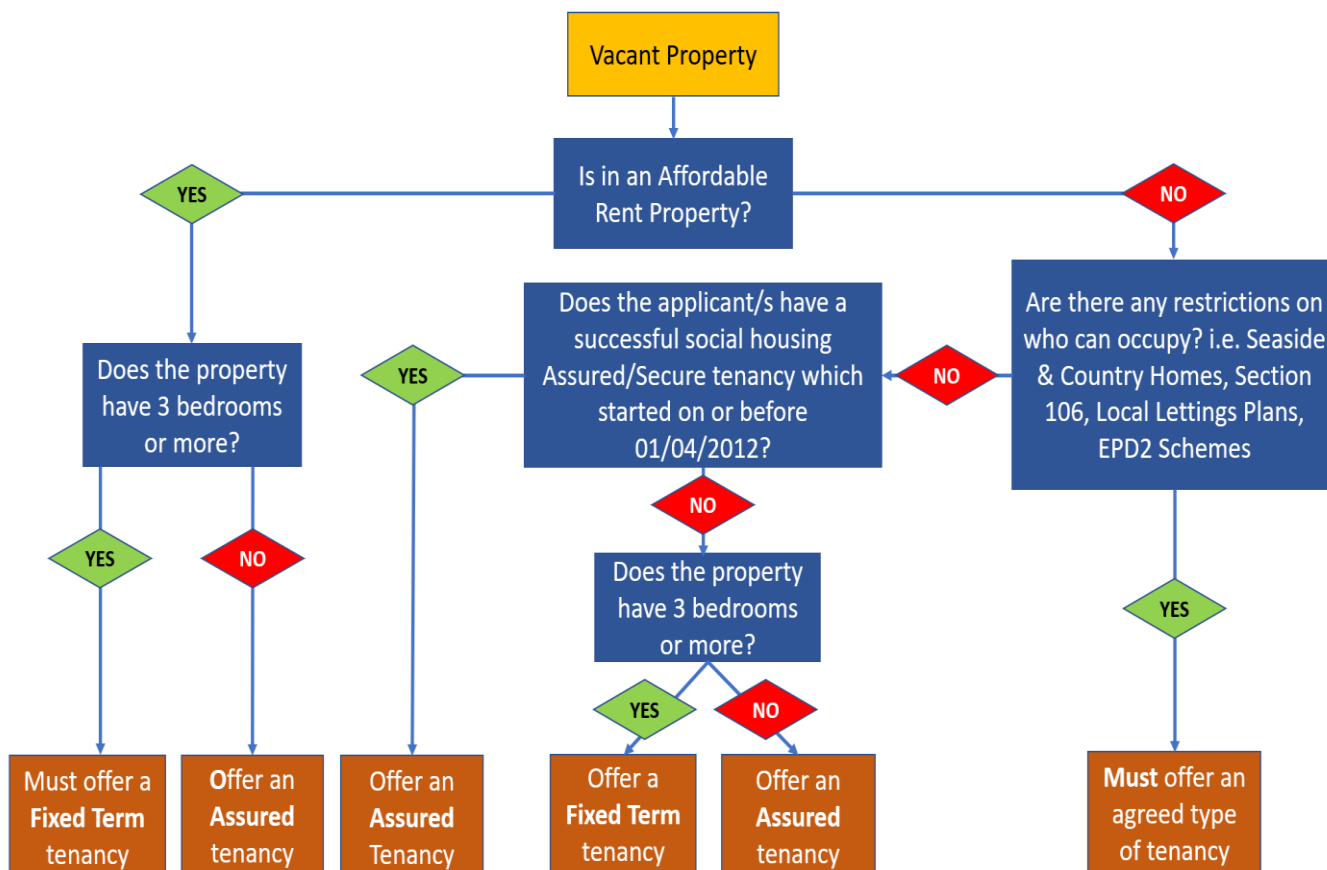 Vacant Property
Is in an Affordable
Rent Property?
YES
NO
Does the property
have 3 bedrooms
or more?
YES
NO
Does the applicant/s have a
successful social housing
Assured/Secure tenancy which
started on or before
01/04/2012?
YES
NO
Are there any restrictions on
who can occupy? i.e. Seaside
& Country Homes, Section
106, Local Lettings Plans,
EPD2 Schemes
NO
YES
Does the property
have 3 bedrooms
or more?
YES
NO
Must offer a
Fixed Term
tenancy
Offer an
Assured
tenancy
Offer an
Assured
Tenancy
Offer a
Fixed Term
tenancy
Offer an
Assured
tenancy
Must offer an
agreed type
of tenancy